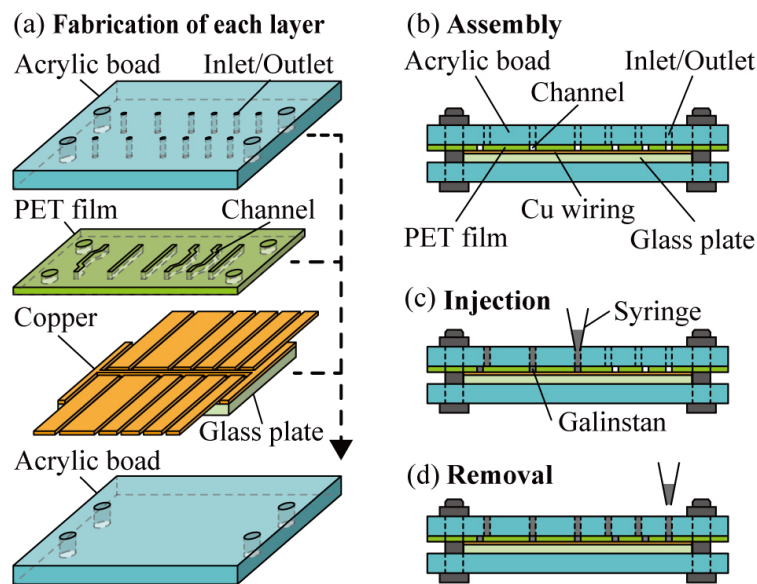 (a) Fabrication of each layer
Acrylic boad
Inlet/Outlet
PET film
Channel
Copper
Glass plate
Acrylic boad
(b) Assembly
Acrylic boad
Inlet/Outlet
Channel
Cu wiring
PET film
Glass plate
(c) Injection
Syringe
Galinstan
(d) Removal